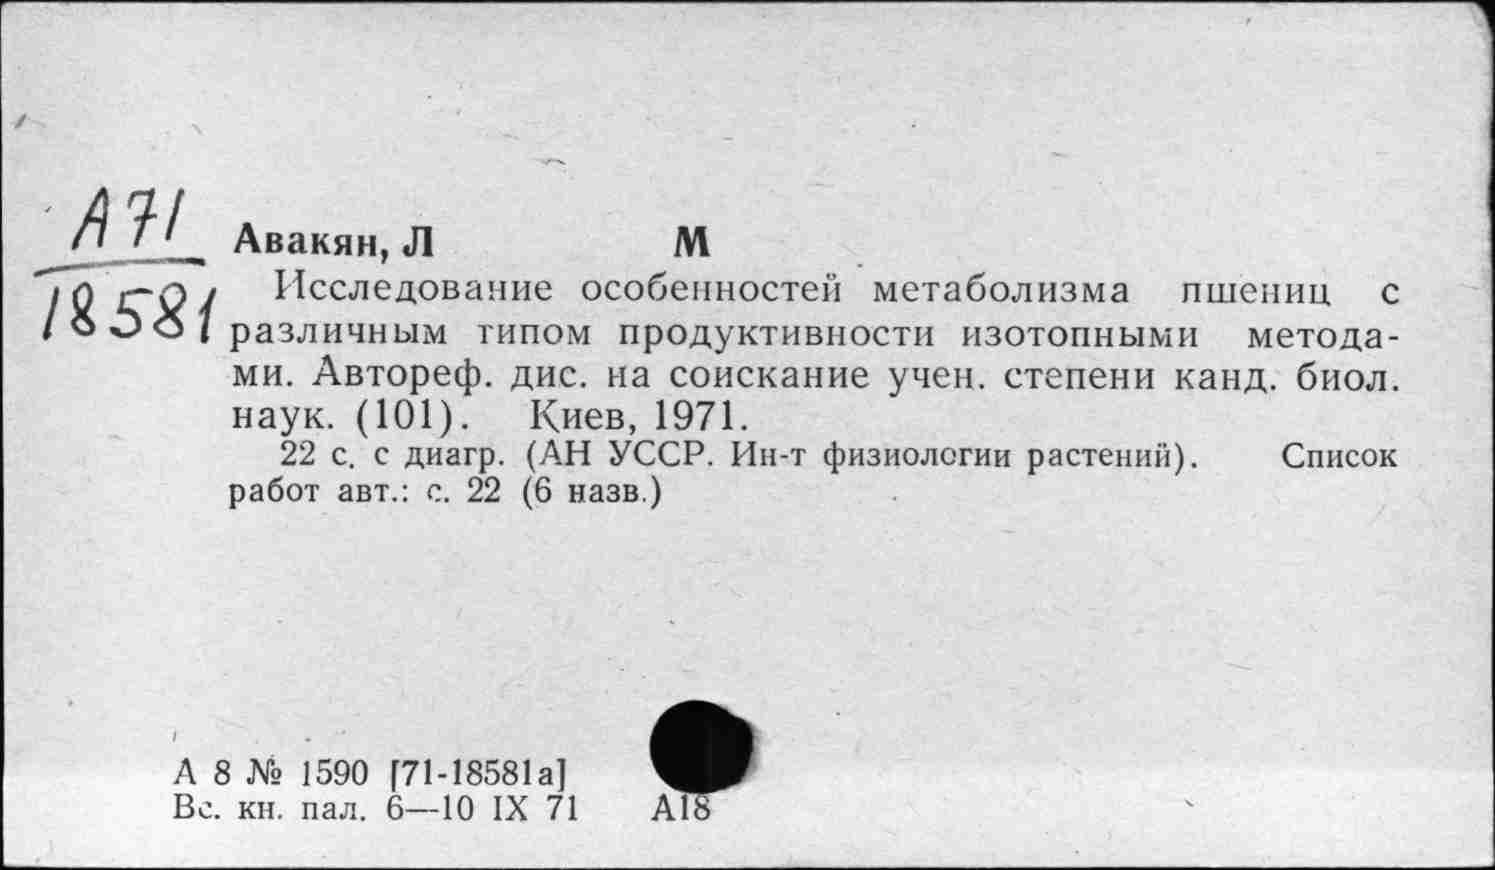 А71
18581
Авакян, Л М
Исследование особенностей метаболизма пшениц с
различным типом продуктивности изотопными метода-
ми. Автореф. дис. на соискание учен. степени канд. биол.
наук. (101). Киев, 1971.
22 с. с диагр. (АН УССР. Ин-т физиологии растений). Список
работ авт.: с. 22 (6 назв.)
А 8 № 1590 [71-18581а]
Вс. кн. пал. 6—10 IX 71 А18